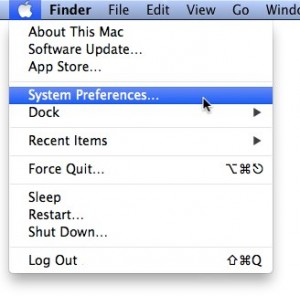 Finder File Edit View Go Win
About This Mac
Software Update...
App Store...
System Preferences...
Dock
Recent Items
Force Quit... ⌥⌘⎋
Sleep
Restart...
Shut Down...
Log Out ⇧⌘Q